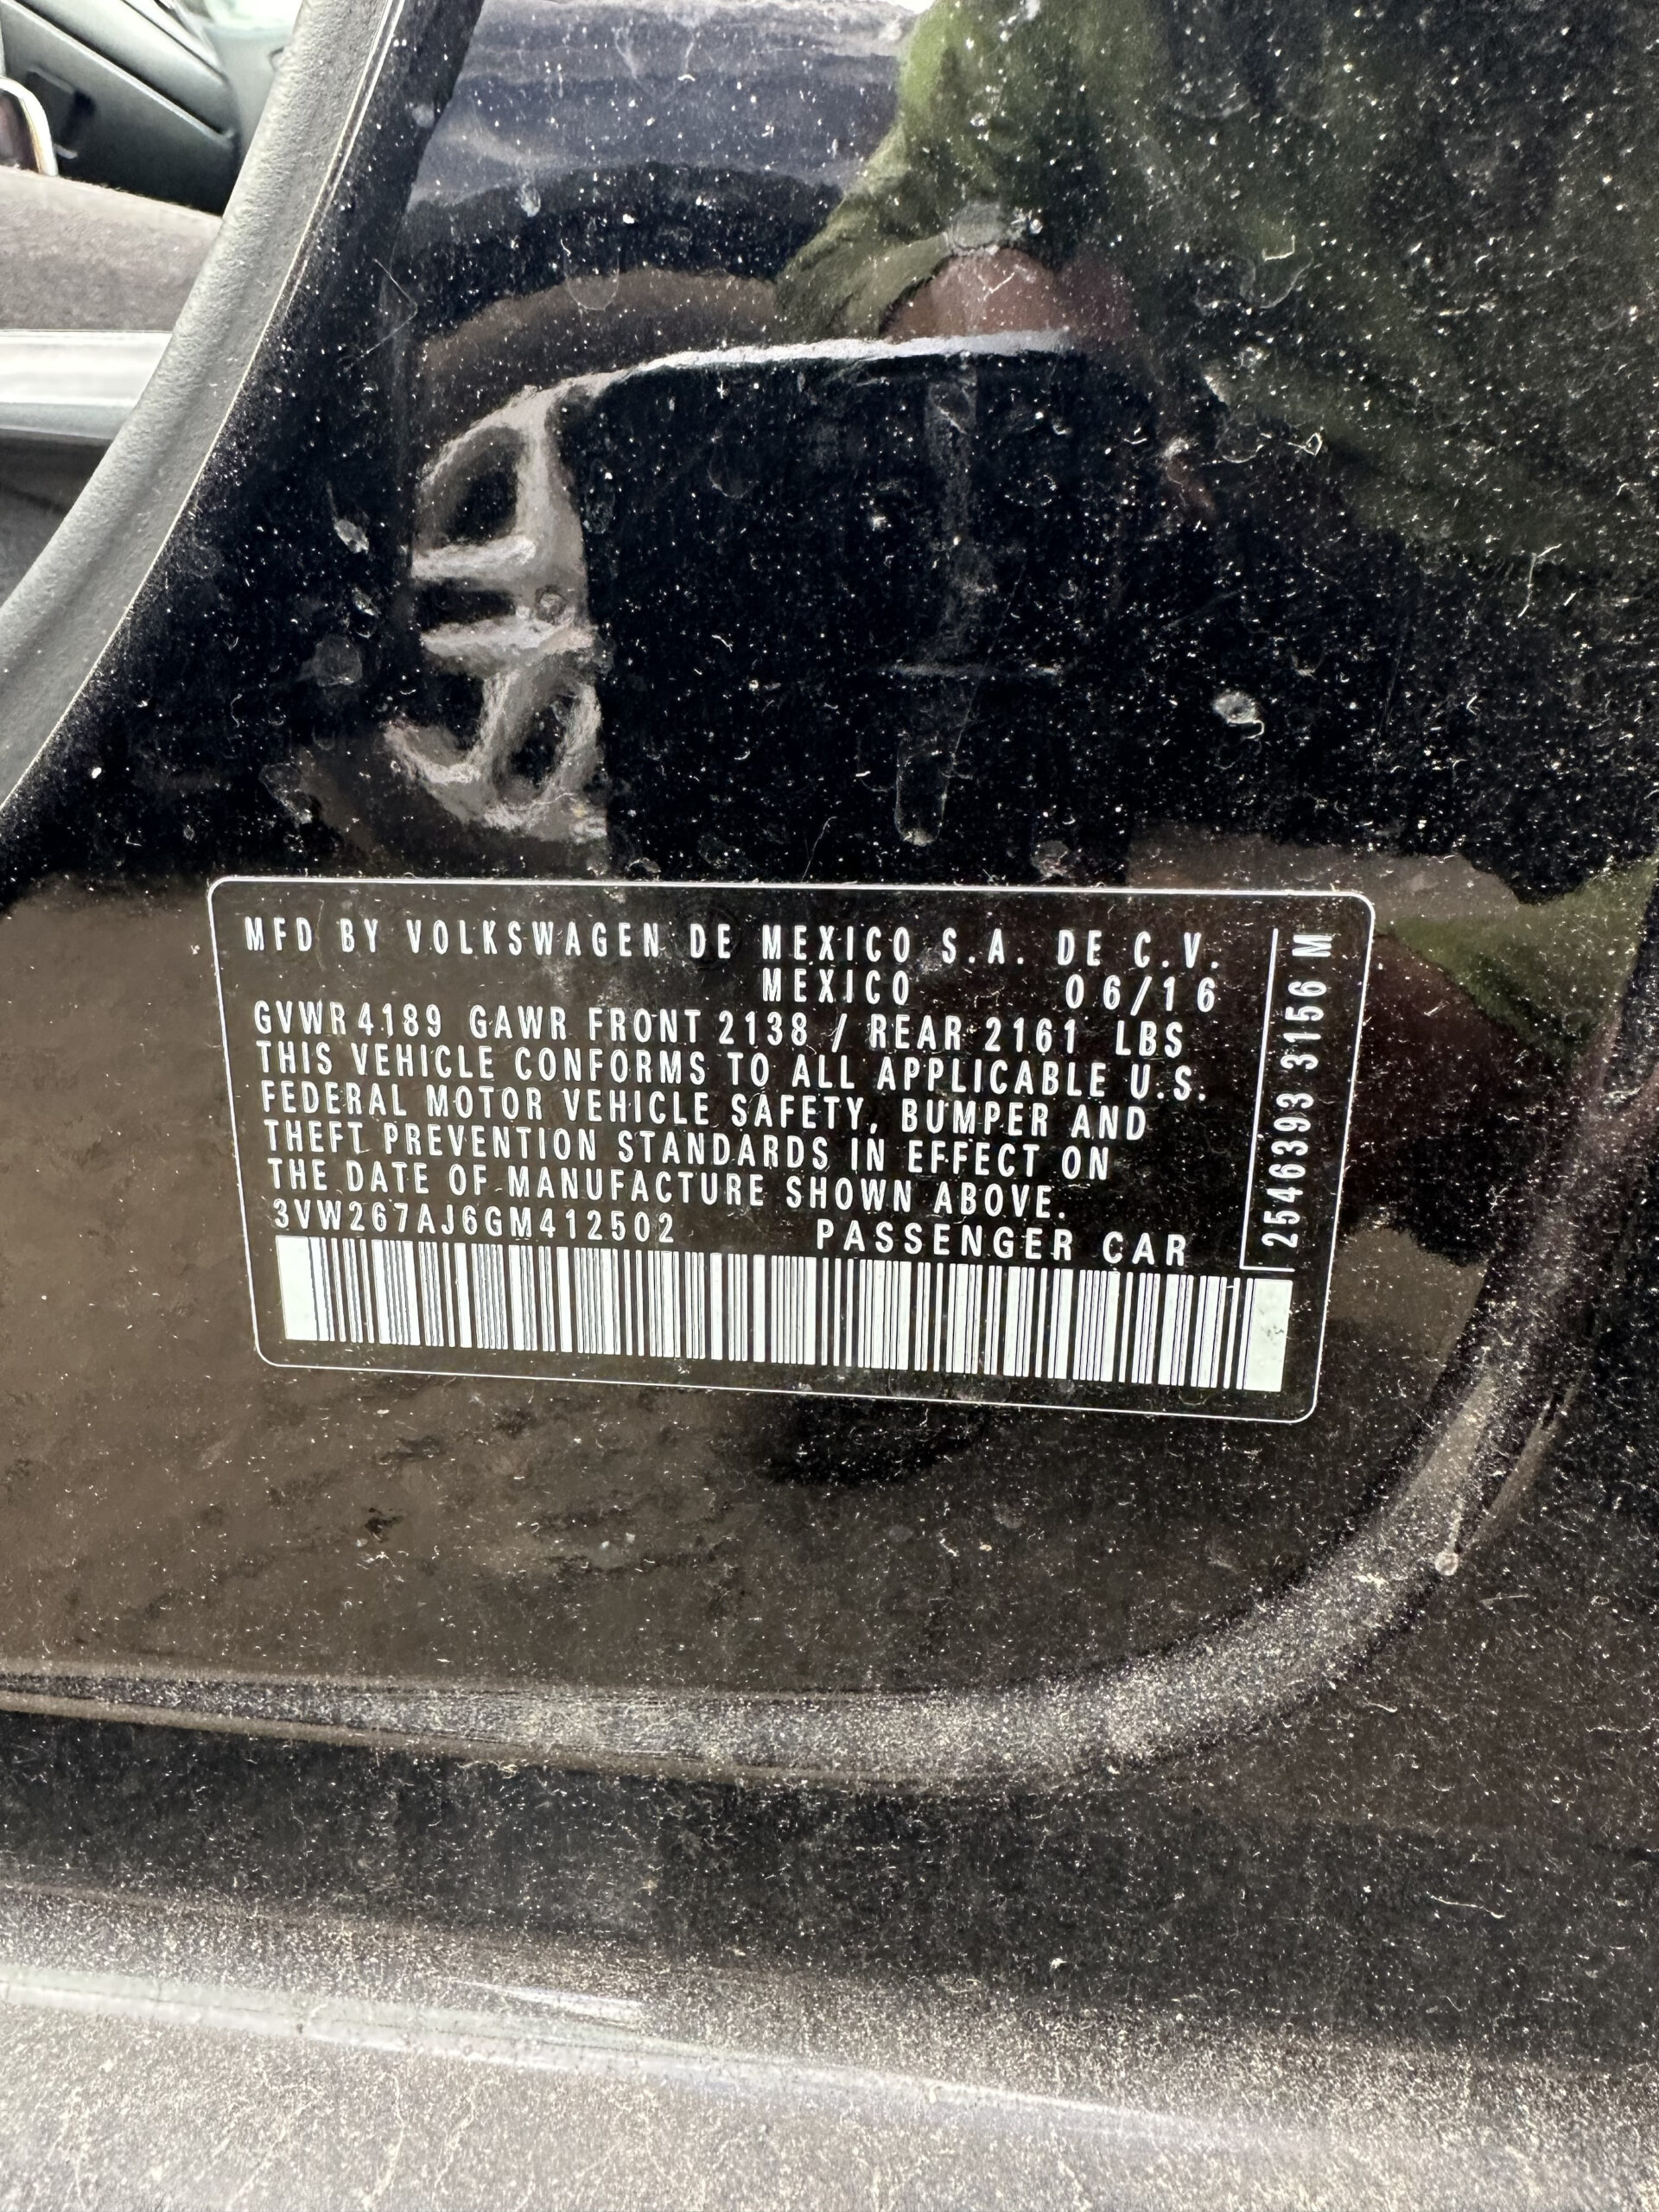 MFD BY VOLKSWAGEN DE MEXICO S.A. DE C.V.
MEXICO 06/16
GVWR 4189 GAWR FRONT 2138 / REAR 2161 LBS
THIS VEHICLE CONFORMS TO ALL APPLICABLE U.S.
FEDERAL MOTOR VEHICLE SAFETY, BUMPER AND
THEFT PREVENTION STANDARDS IN EFFECT ON
THE DATE OF MANUFACTURE SHOWN ABOVE.
3VW267AJ6GM412502 PASSENGER CAR
2546393 3156 M